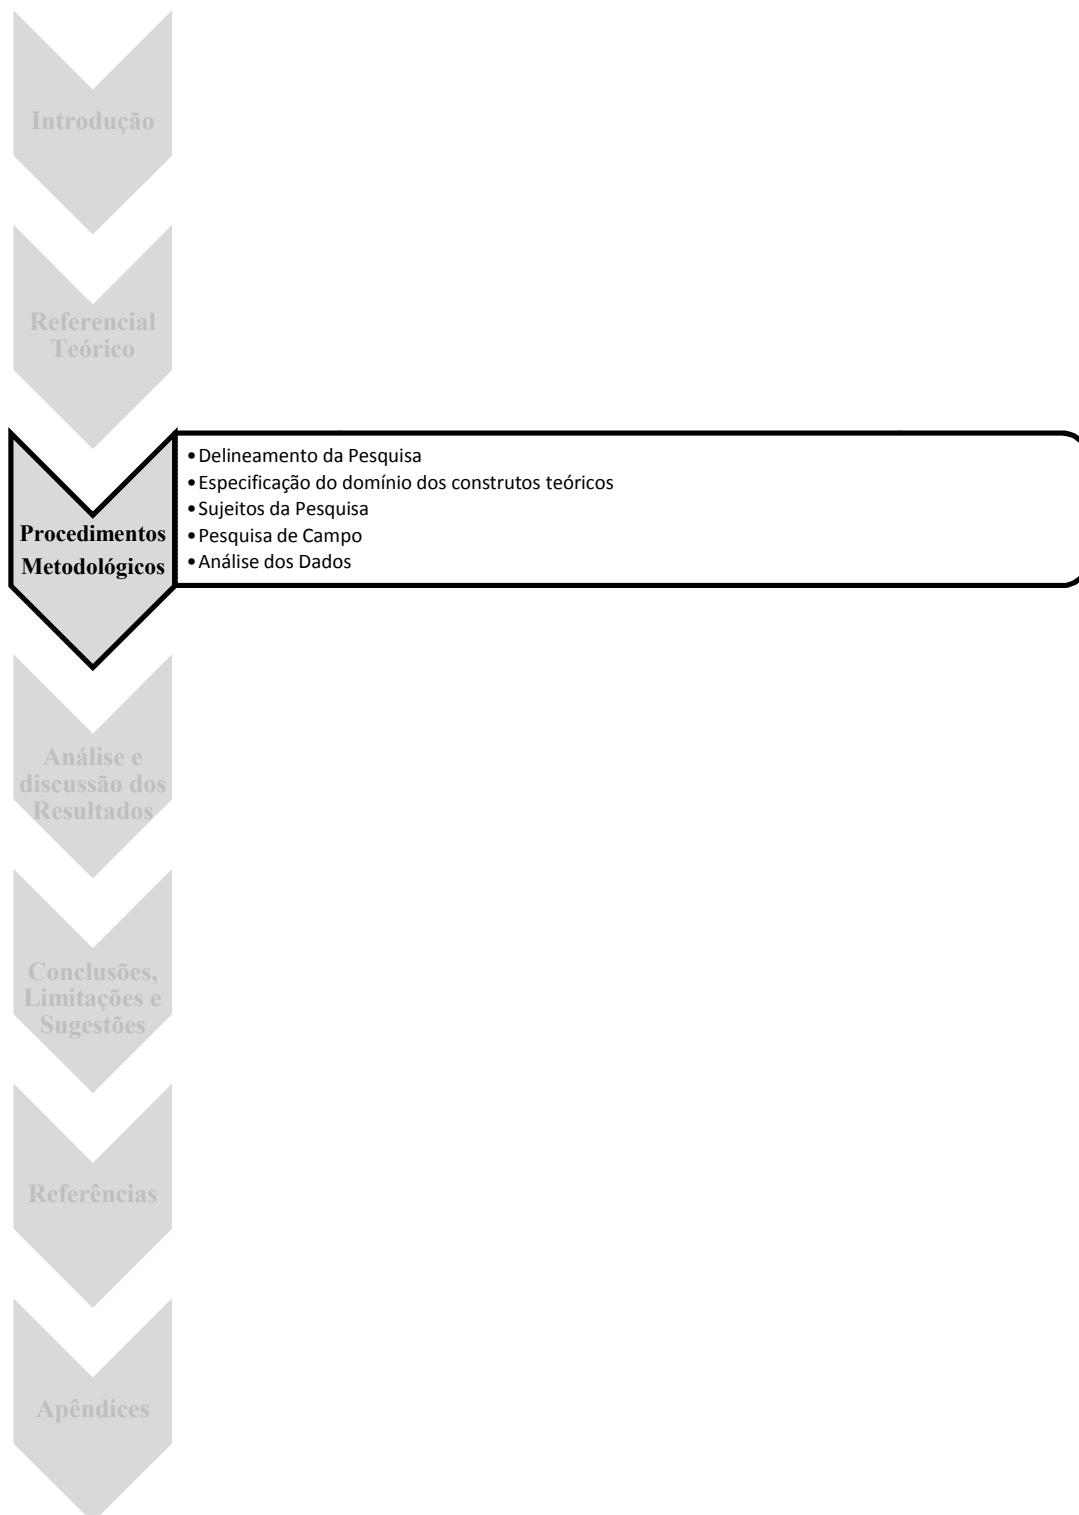 Introdução
Referencial
Teórico
Procedimentos
Metodológicos
•Delineamento da Pesquisa
•Especificação do domínio dos construtos teóricos
•Sujeitos da Pesquisa
•Pesquisa de Campo
•Análise dos Dados
Análise e
discussão dos
Resultados
Conclusões,
Limitações e
Sugestões
Referências
Apêndices